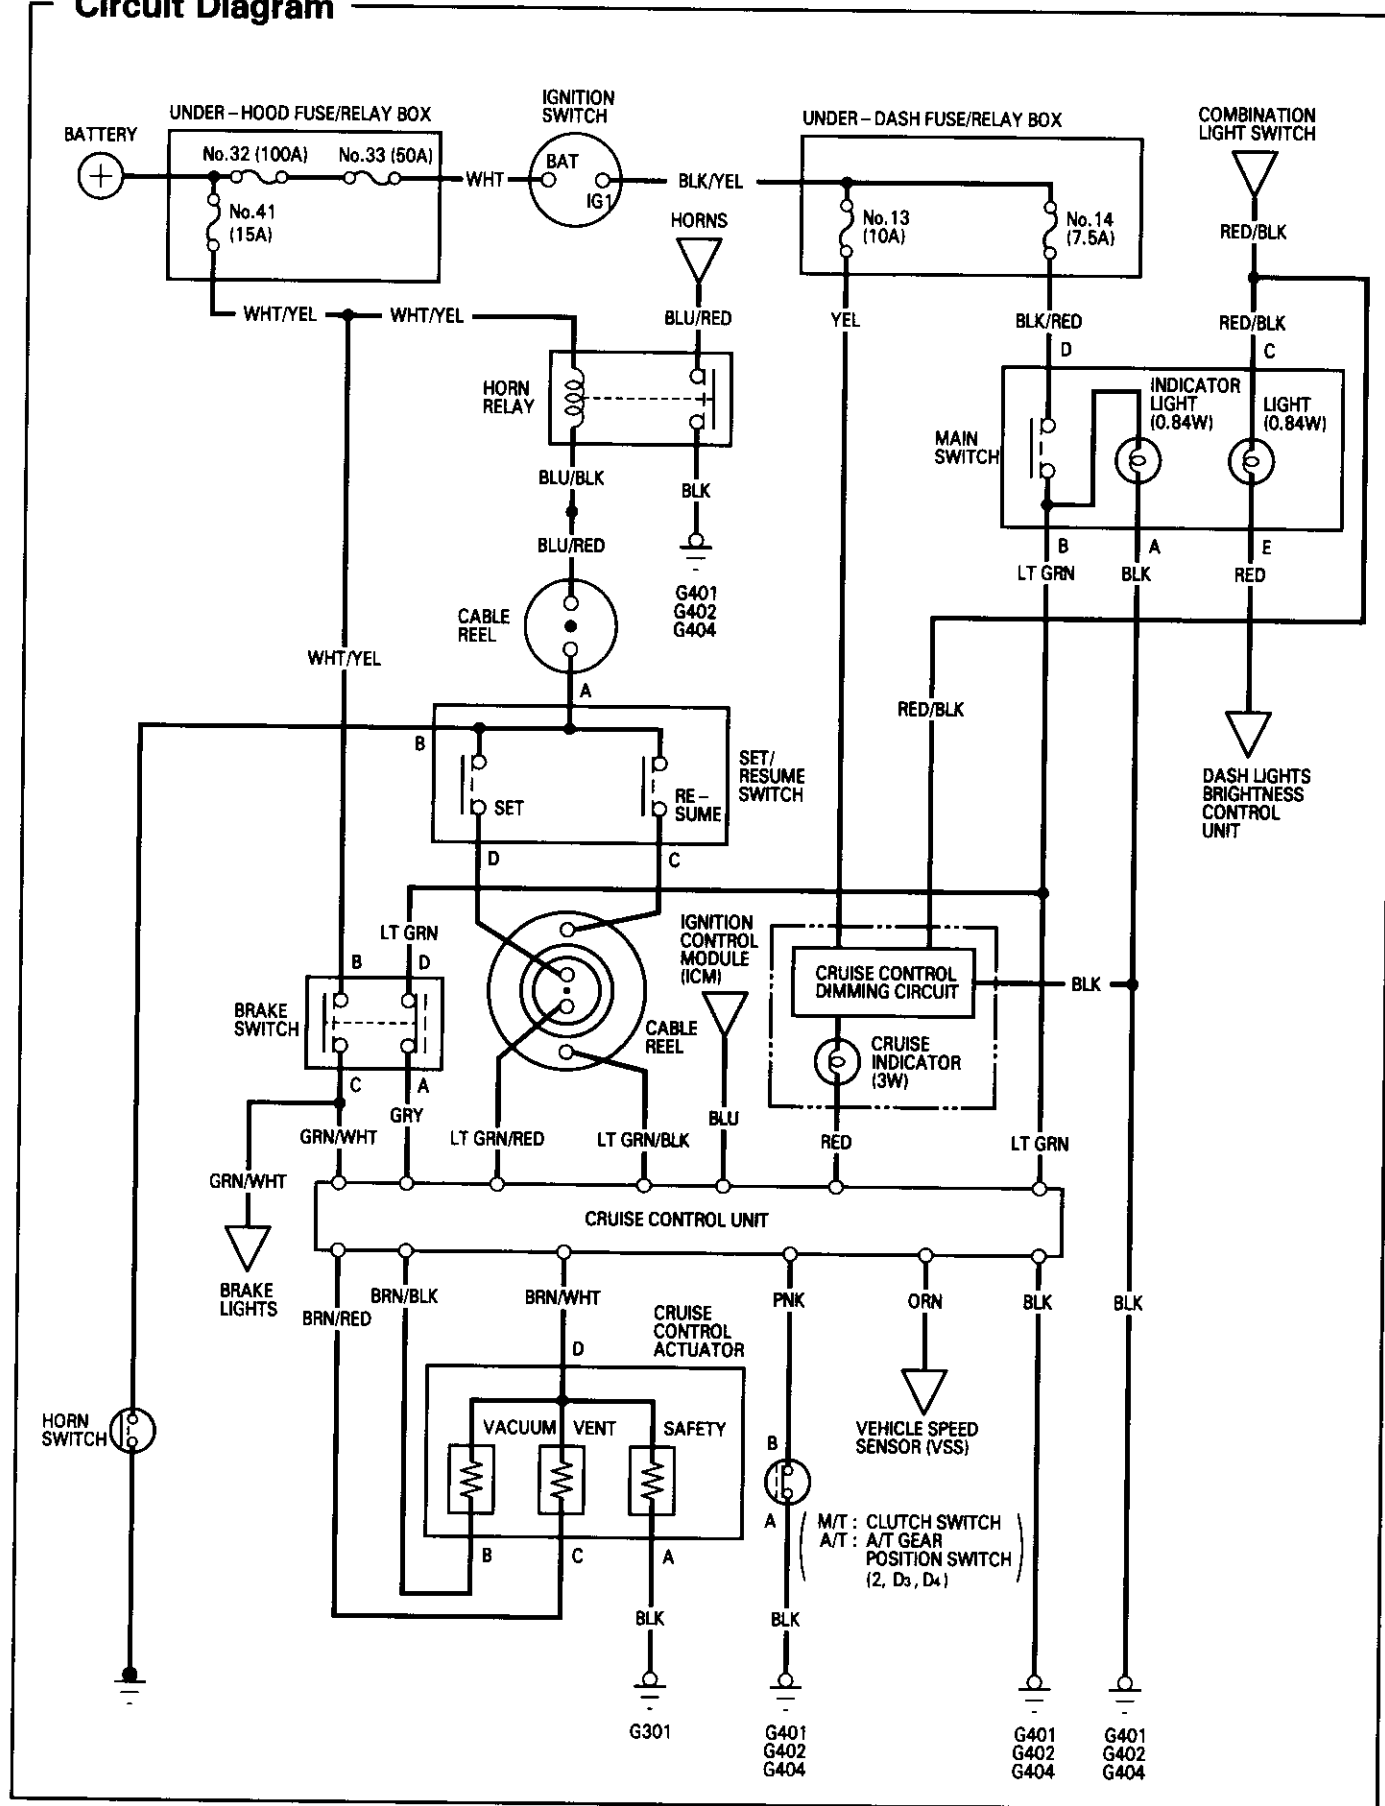 Circuit Diagram
BATTERY
UNDER-HOOD FUSE/RELAY BOX
No.32 (100A)
No.33 (50A)
No.41
(15A)
WHT
IGNITION
SWITCH
BAT
IG1
BLK/YEL
UNDER-DASH FUSE/RELAY BOX
No.13
(10A)
No.14
(7.5A)
COMBINATION
LIGHT SWITCH
RED/BLK
HORNS
WHT/YEL
WHT/YEL
BLU/RED
YEL
BLK/RED
RED/BLK
D
C
HORN
RELAY
MAIN
SWITCH
INDICATOR
LIGHT
(0.84W)
LIGHT
(0.84W)
BLU/BLK
BLK
BLU/RED
B
A
E
LT GRN
BLK
RED
G401
G402
G404
CABLE
REEL
WHT/YEL
A
RED/BLK
B
SET
RE-
SUME
SET/
RESUME
SWITCH
DASH LIGHTS
BRIGHTNESS
CONTROL
UNIT
D
C
LT GRN
IGNITION
CONTROL
MODULE
(ICM)
B
D
BRAKE
SWITCH
CABLE
REEL
CRUISE CONTROL
DIMMING CIRCUIT
BLK
CRUISE
INDICATOR
(3W)
C
A
GRY
GRN/WHT
LT GRN/RED
LT GRN/BLK
BLU
RED
LT GRN
GRN/WHT
CRUISE CONTROL UNIT
BRAKE
LIGHTS
BRN/RED
BRN/BLK
BRN/WHT
PNK
ORN
BLK
BLK
CRUISE
CONTROL
ACTUATOR
D
HORN
SWITCH
VACUUM
VENT
SAFETY
VEHICLE SPEED
SENSOR (VSS)
B
A
M/T : CLUTCH SWITCH
A/T : A/T GEAR
POSITION SWITCH
(2, D3, D4)
B
C
A
BLK
BLK
G301
G401
G402
G404
G401
G402
G404
G401
G402
G404